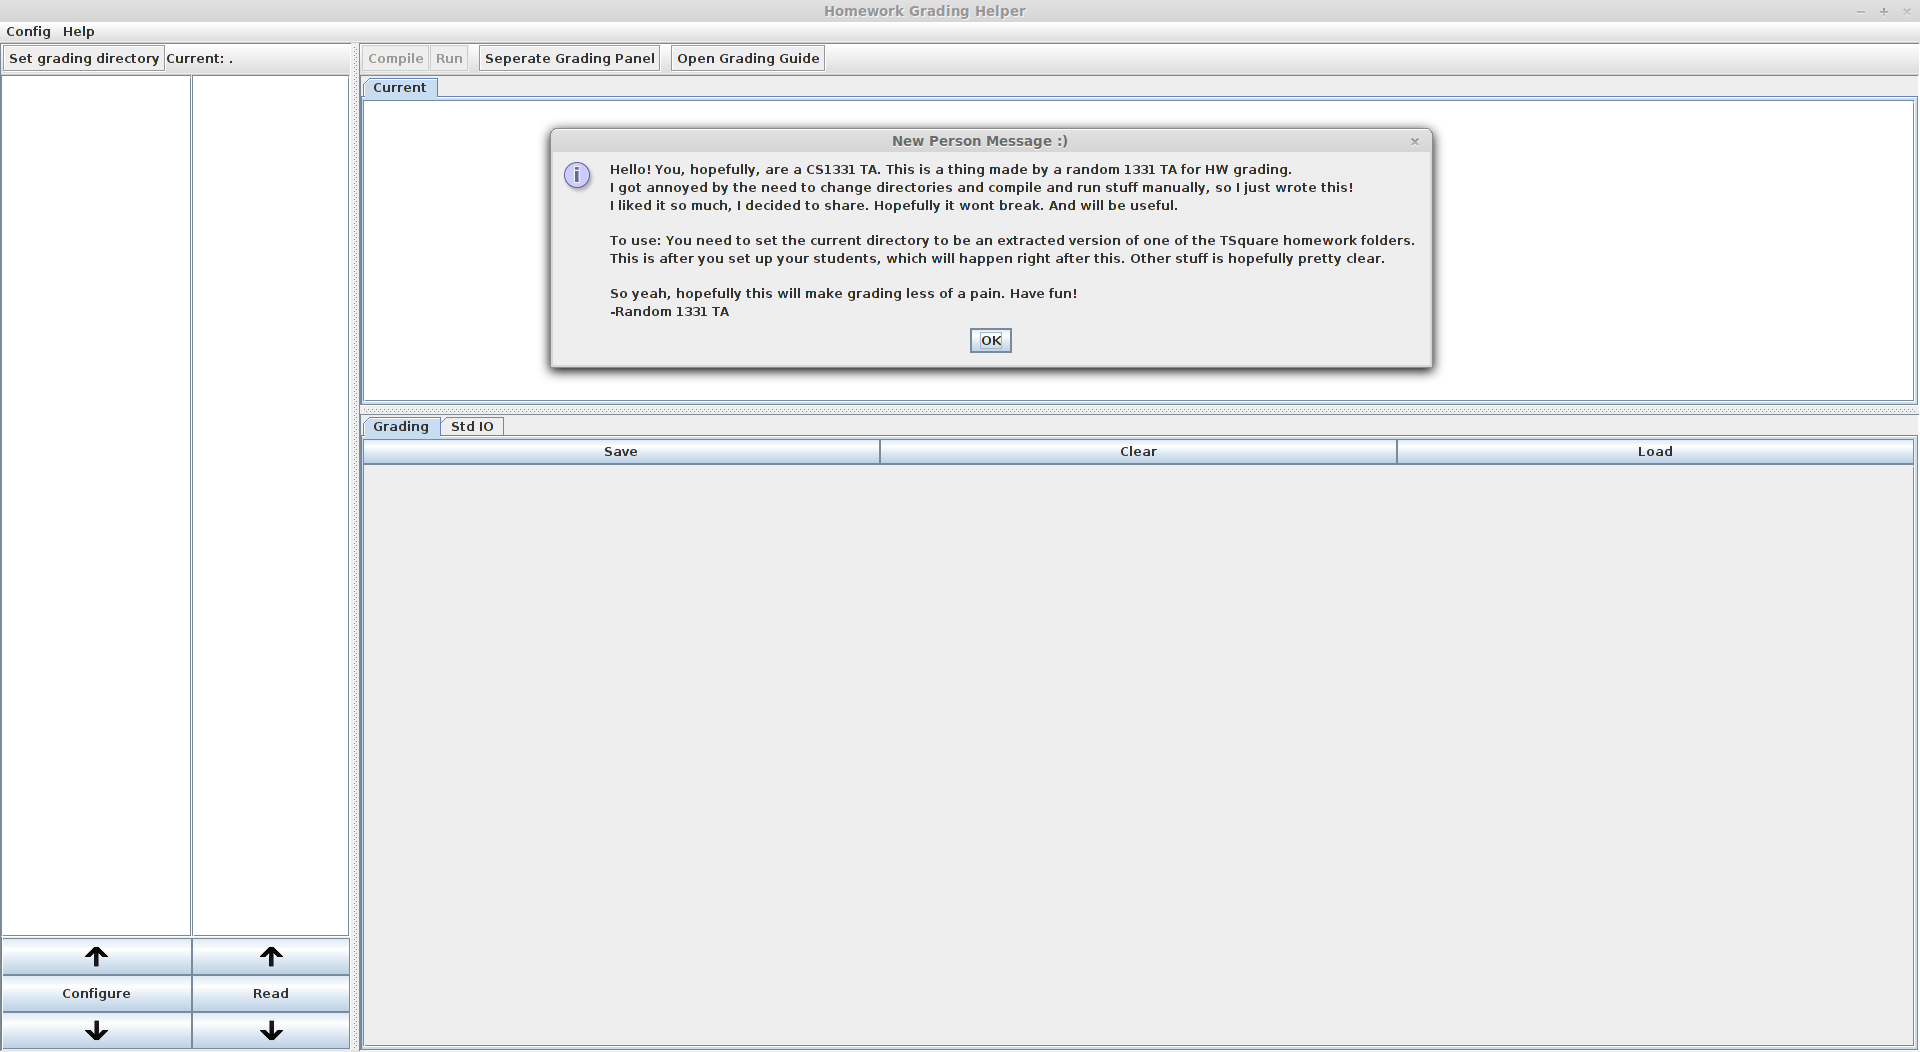 Homework Grading Helper
Config Help
Set grading directory Current: .
Compile Run Seperate Grading Panel Open Grading Guide
Current
New Person Message :)
Hello! You, hopefully, are a CS1331 TA. This is a thing made by a random 1331 TA for HW grading.
I got annoyed by the need to change directories and compile and run stuff manually, so I just wrote this!
I liked it so much, I decided to share. Hopefully it wont break. And will be useful.
To use: You need to set the current directory to be an extracted version of one of the TSquare homework folders.
This is after you set up your students, which will happen right after this. Other stuff is hopefully pretty clear.
So yeah, hopefully this will make grading less of a pain. Have fun!
-Random 1331 TA
OK
Grading Std IO
Save Clear Load
Configure Read